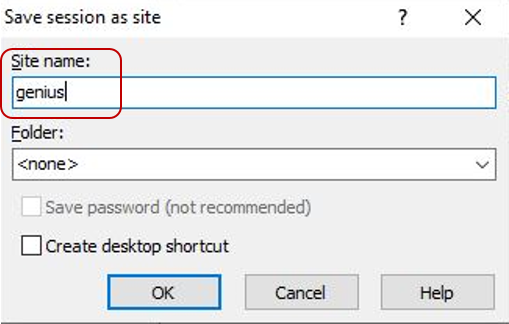 Save session as site ? ✕
Site name:
genius
Folder:
<none>
Save password (not recommended)
Create desktop shortcut
OK Cancel Help